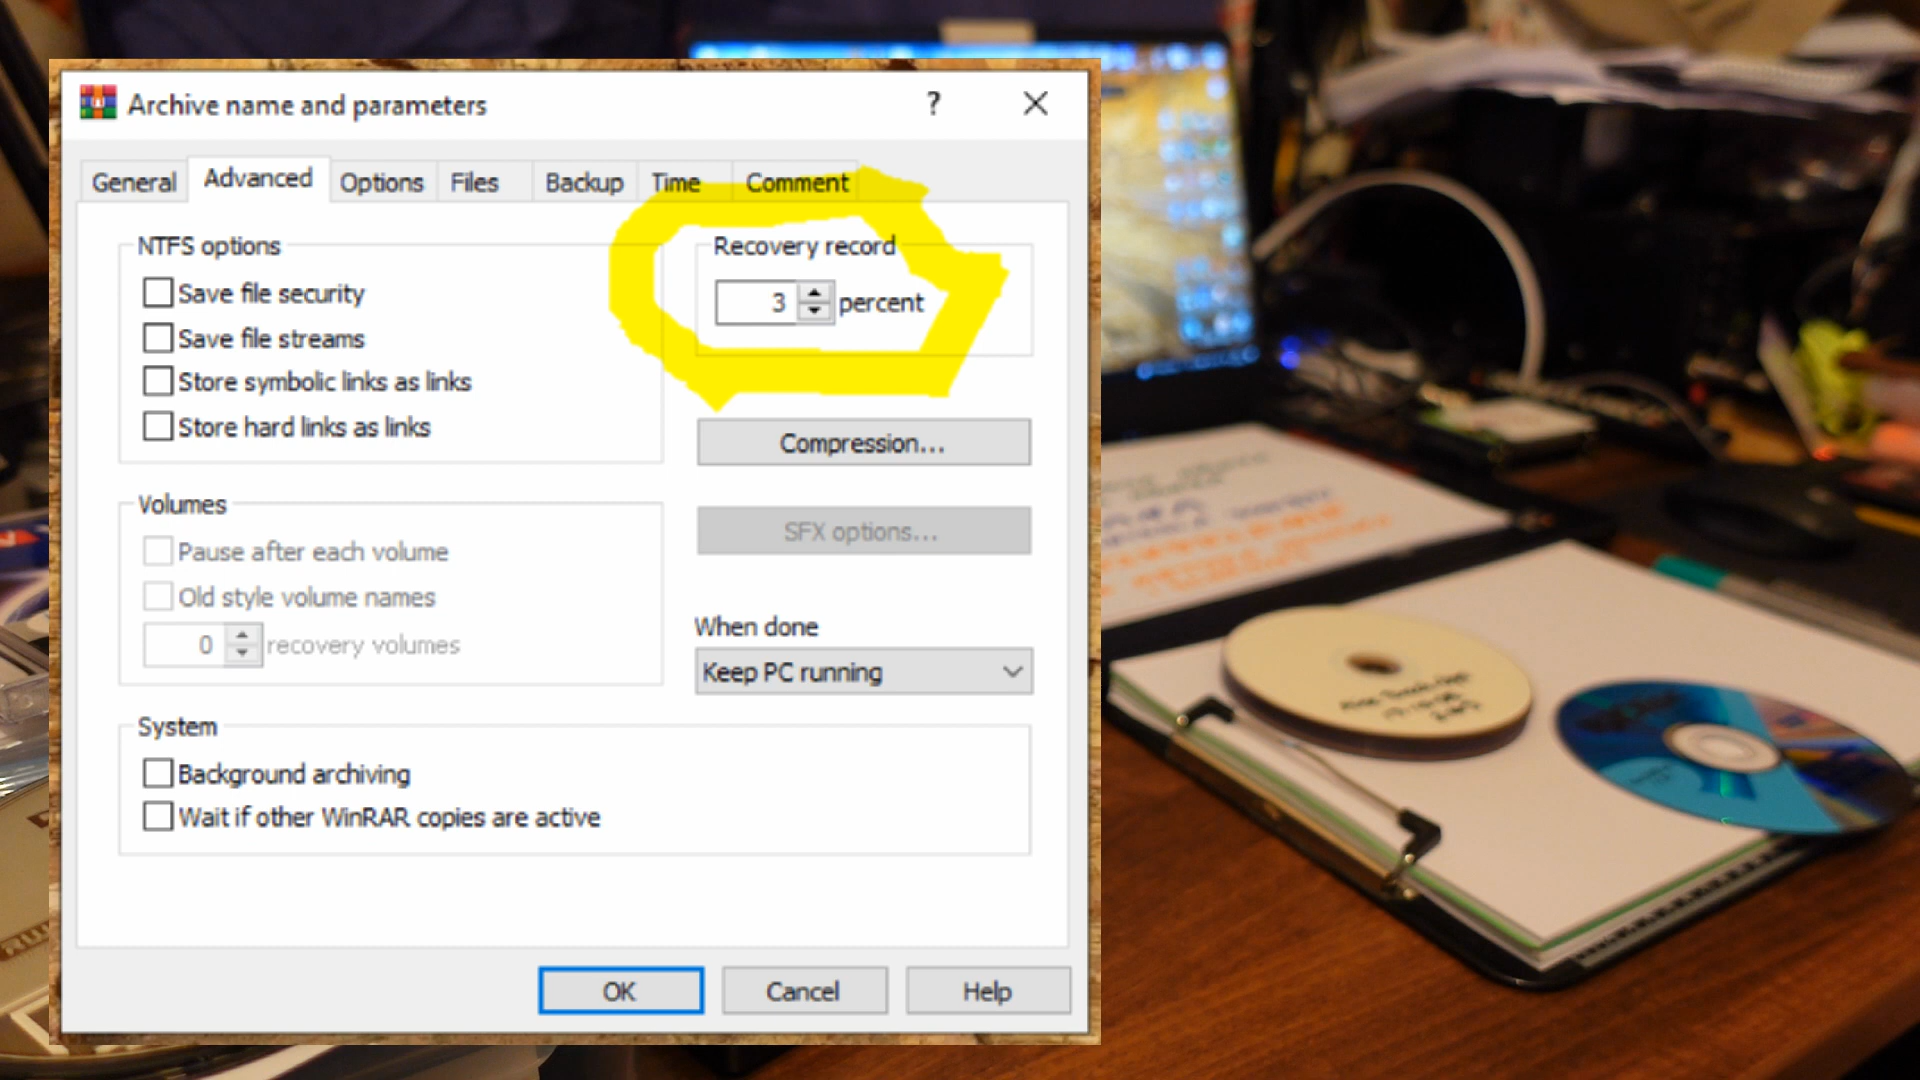 Archive name and parameters
?
General Advanced Options Files Backup Time Comment
NTFS options
Save file security
Save file streams
Store symbolic links as links
Store hard links as links
Recovery record
3 percent
Compression...
SFX options...
Volumes
Pause after each volume
Old style volume names
0 recovery volumes
When done
Keep PC running
System
Background archiving
Wait if other WinRAR copies are active
OK Cancel Help